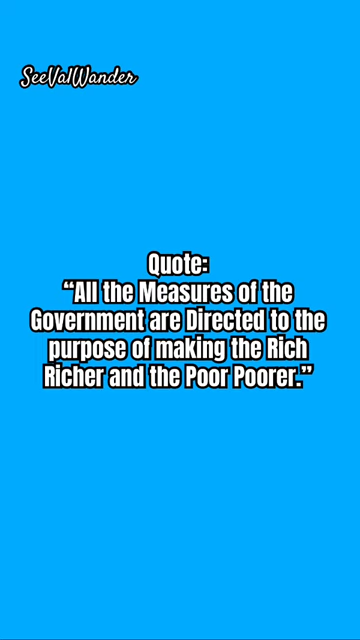 SeeValWander
Quote:
“All the Measures of the
Government are Directed to the
purpose of making the Rich
Richer and the Poor Poorer.”